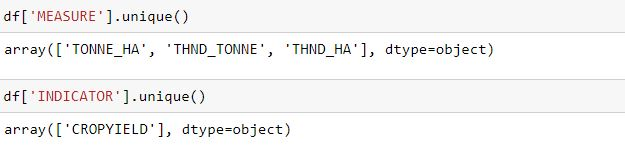 df['MEASURE'].unique()
array(['TONNE_HA', 'THND_TONNE', 'THND_HA'], dtype=object)
df['INDICATOR'].unique()
array(['CROPYIELD'], dtype=object)